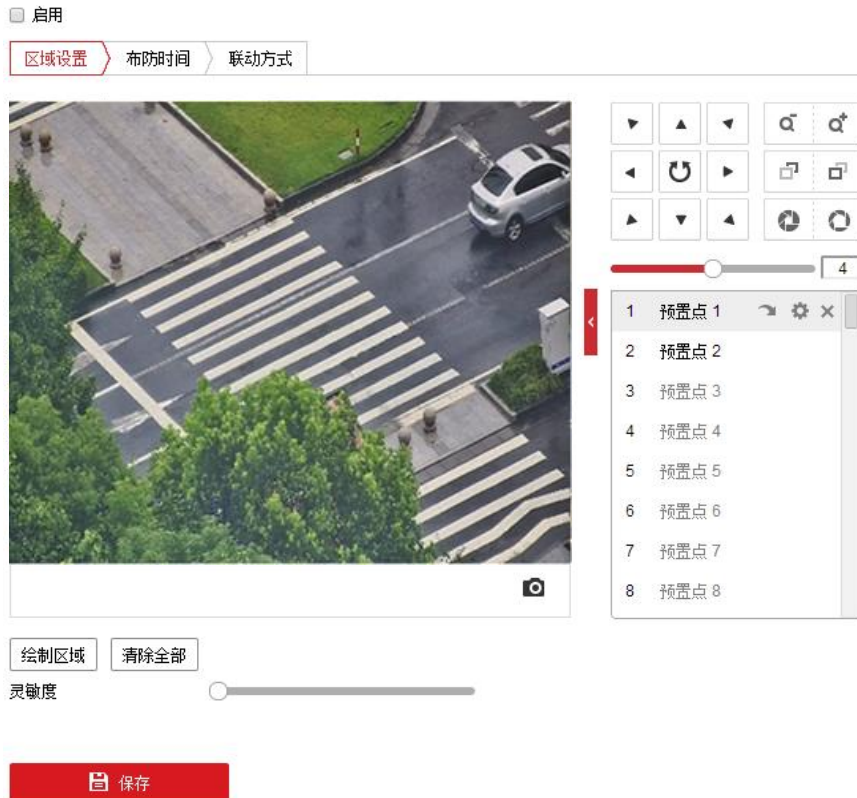 启用
区域设置 布防时间 联动方式
4
1 预置点 1
2 预置点 2
3 预置点 3
4 预置点 4
5 预置点 5
6 预置点 6
7 预置点 7
8 预置点 8
绘制区域 清除全部
灵敏度
保存